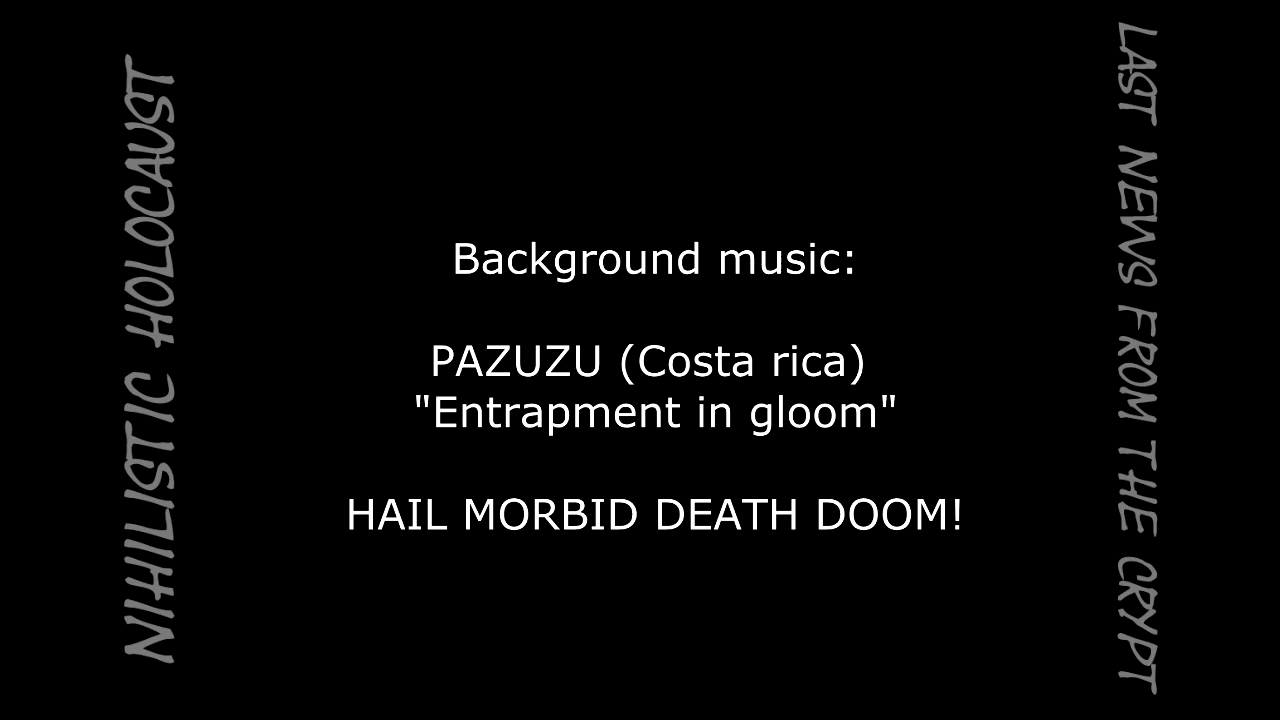 NIHILISTIC HOLOCAUST
Background music:
PAZUZU (Costa rica)
"Entrapment in gloom"
HAIL MORBID DEATH DOOM!
LAST NEWS FROM THE CRYPT